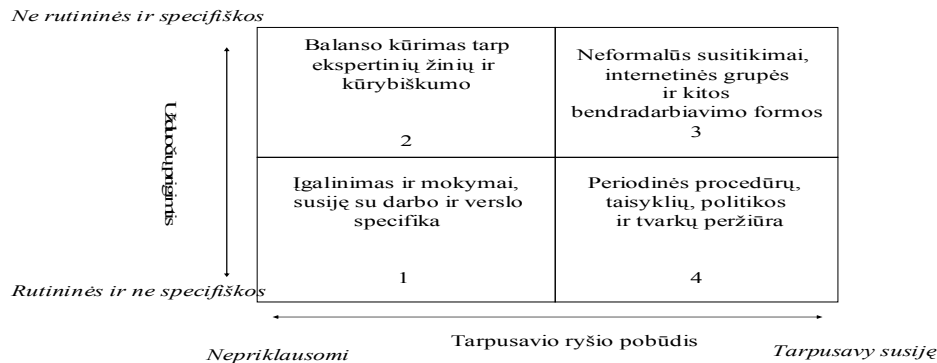 Ne rutininės ir specifiškos
Balanso kūrimas tarp
ekspertinių žinių ir
kūrybiškumo
2
Neformalūs susitikimai,
internetinės grupės
ir kitos
bendradarbiavimo formos
3
Užduočių prigimtis
Įgalinimas ir mokymai,
susiję su darbo ir verslo
specifika
1
Periodinės procedūrų,
taisyklių, politikos
ir tvarkų peržiūra
4
Rutininės ir ne specifiškos
Tarpusavio ryšio pobūdis
Nepriklausomi
Tarpusavy susiję